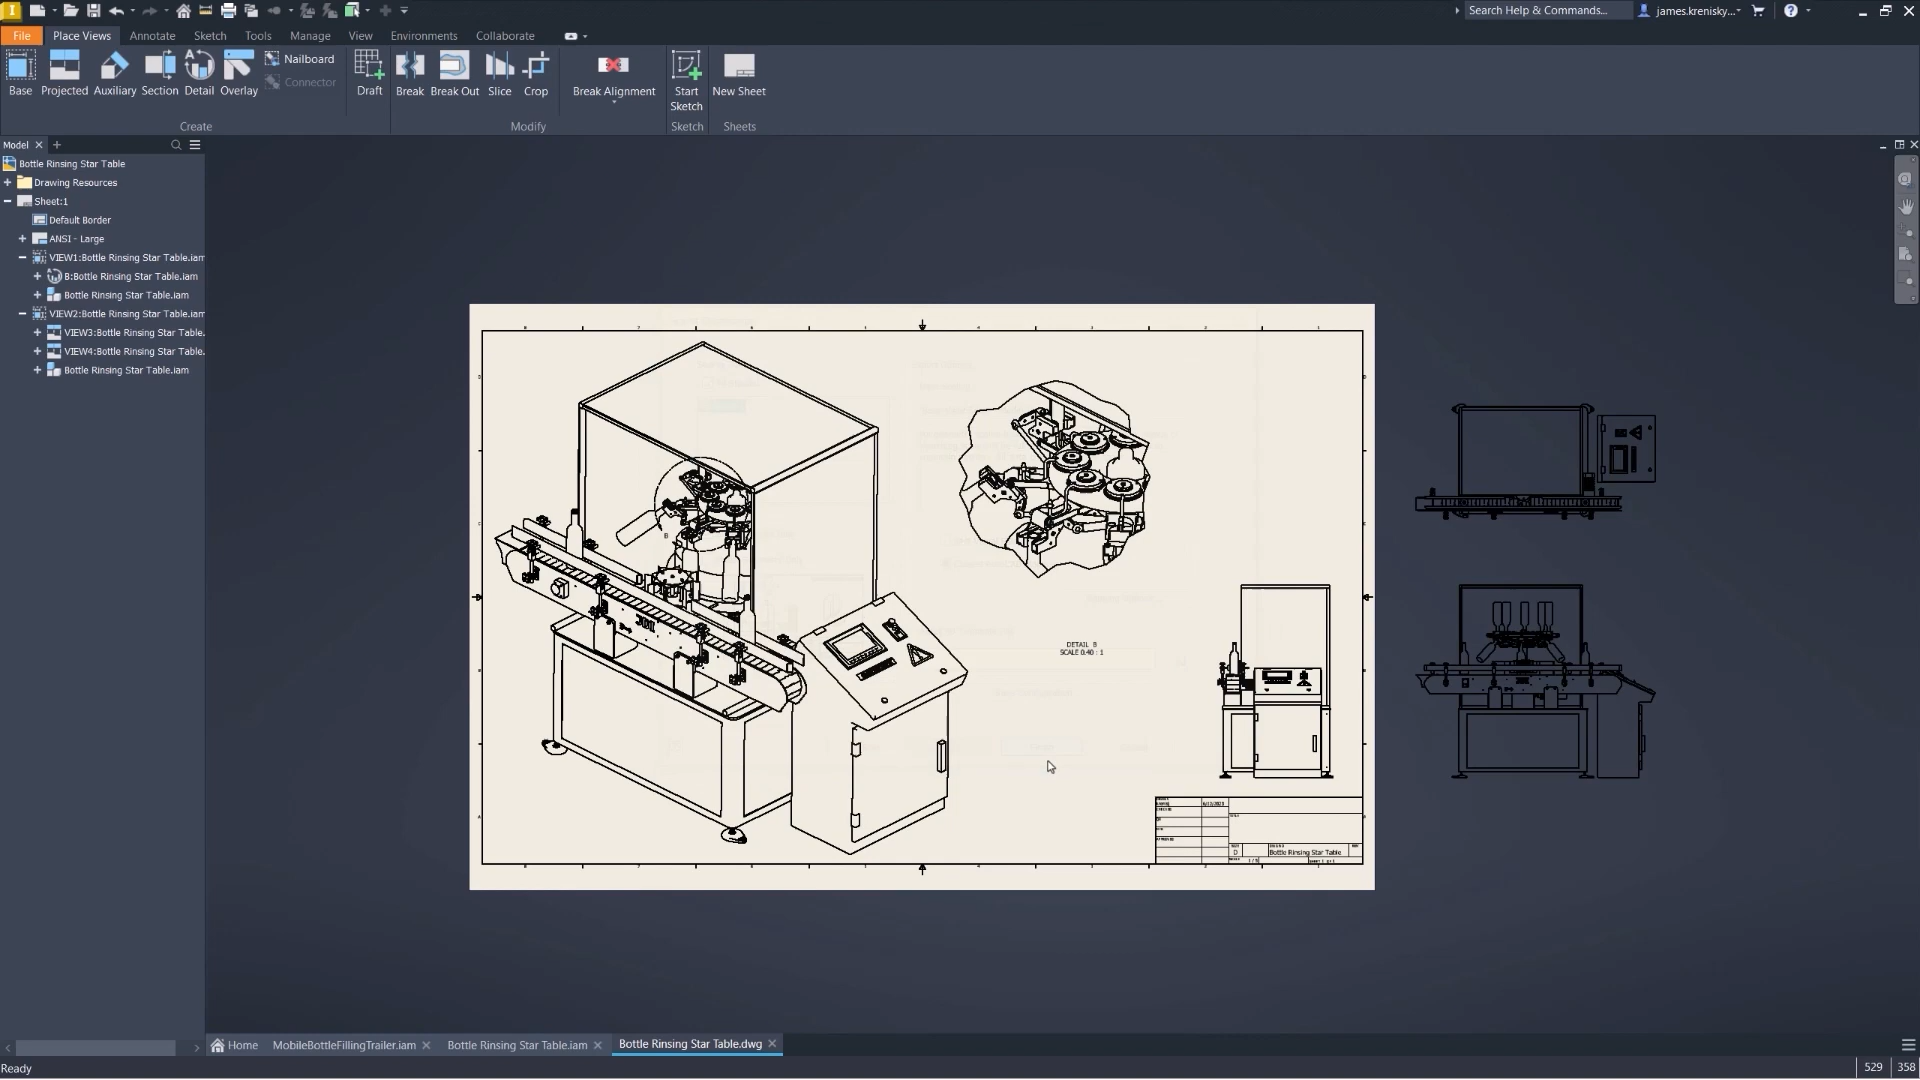 Search Help & Commands...
james.krenisky...
File
Place Views
Annotate
Sketch
Tools
Manage
View
Environments
Collaborate
Base
Projected
Auxiliary
Section
Detail
Overlay
Nailboard
Connector
Draft
Break
Break Out
Slice
Crop
Break Alignment
Start
Sketch
New Sheet
Create
Modify
Sketch
Sheets
Model
Bottle Rinsing Star Table
Drawing Resources
Sheet:1
Default Border
ANSI - Large
VIEW1:Bottle Rinsing Star Table.iam
B:Bottle Rinsing Star Table.iam
Bottle Rinsing Star Table.iam
VIEW2:Bottle Rinsing Star Table.iam
VIEW3:Bottle Rinsing Star Table.
VIEW4:Bottle Rinsing Star Table.
Bottle Rinsing Star Table.iam
B
DETAIL B
SCALE 0.40 : 1
D
Bottle Rinsing Star Table
Home
MobileBottleFillingTrailer.iam
Bottle Rinsing Star Table.iam
Bottle Rinsing Star Table.dwg
Ready
529
358